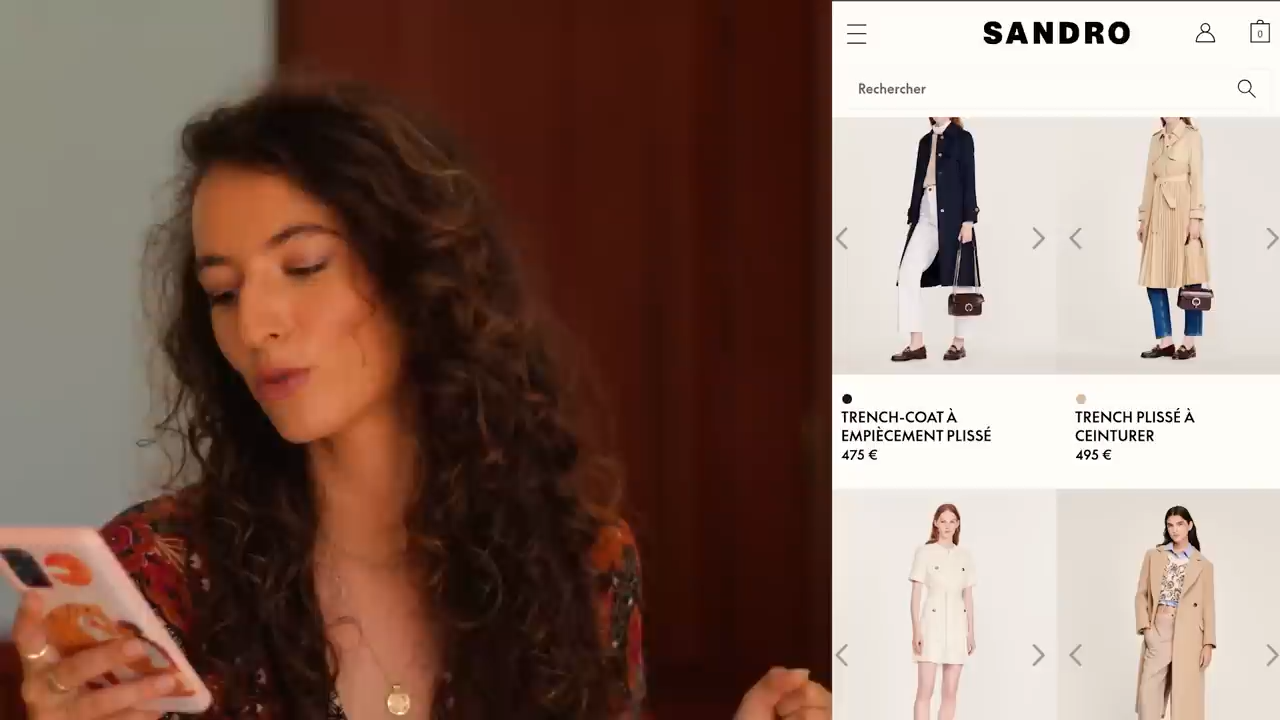 SANDRO
0
Rechercher
TRENCH-COAT À
EMPIÈCEMENT PLISSÉ
475 €
TRENCH PLISSÉ À
CEINTURER
495 €